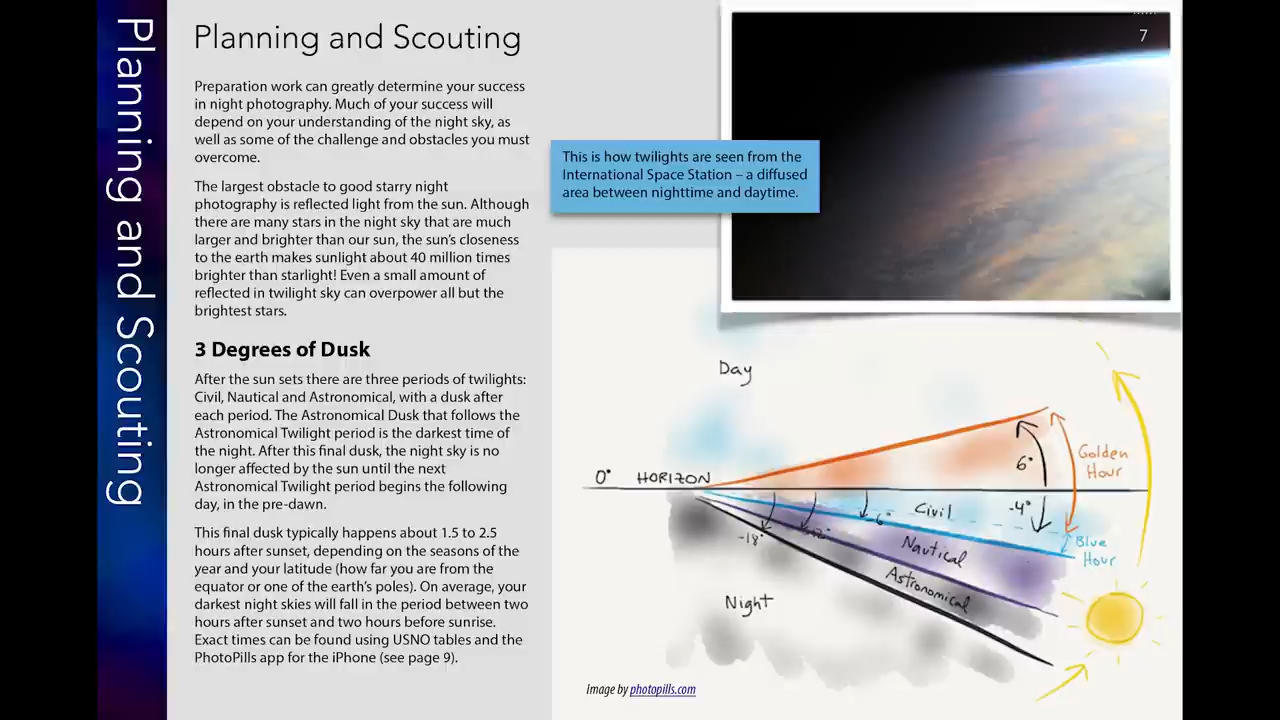 Planning and Scouting
Planning and Scouting
7
Preparation work can greatly determine your success
in night photography. Much of your success will
depend on your understanding of the night sky, as
well as some of the challenge and obstacles you must
overcome.
The largest obstacle to good starry night
photography is reflected light from the sun. Although
there are many stars in the night sky that are much
larger and brighter than our sun, the sun's closeness
to the earth makes sunlight about 40 million times
brighter than starlight! Even a small amount of
reflected in twilight sky can overpower all but the
brightest stars.
3 Degrees of Dusk
After the sun sets there are three periods of twilights:
Civil, Nautical and Astronomical, with a dusk after
each period. The Astronomical Dusk that follows the
Astronomical Twilight period is the darkest time of
the night. After this final dusk, the night sky is no
longer affected by the sun until the next
Astronomical Twilight period begins the following
day, in the pre-dawn.
This final dusk typically happens about 1.5 to 2.5
hours after sunset, depending on the seasons of the
year and your latitude (how far you are from the
equator or one of the earth's poles). On average, your
darkest night skies will fall in the period between two
hours after sunset and two hours before sunrise.
Exact times can be found using USNO tables and the
PhotoPills app for the iPhone (see page 9).
This is how twilights are seen from the
International Space Station – a diffused
area between nighttime and daytime.
Day
6°
Golden
Hour
0° HORIZON
Civil
-4°
-6°
-12°
-18°
Nautical
Blue
Hour
Astronomical
Night
Image by photopills.com